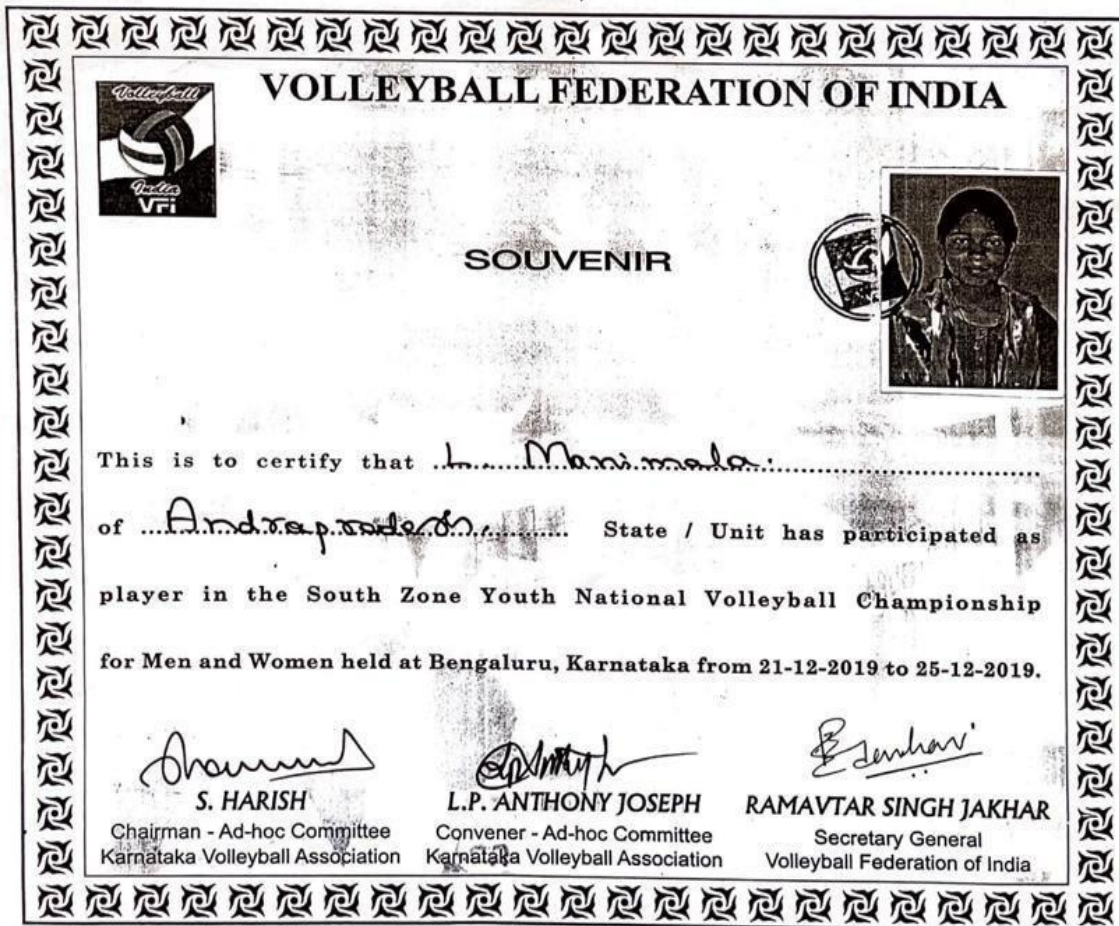 VOLLEYBALL FEDERATION OF INDIA
Volleyball
India
VFi
SOUVENIR
This is to certify that L. Manimala
of Andrapradesh State / Unit has participated as
player in the South Zone Youth National Volleyball Championship
for Men and Women held at Bengaluru, Karnataka from 21-12-2019 to 25-12-2019.
S. HARISH
Chairman - Ad-hoc Committee
Karnataka Volleyball Association
L.P. ANTHONY JOSEPH
Convener - Ad-hoc Committee
Karnataka Volleyball Association
RAMAVTAR SINGH JAKHAR
Secretary General
Volleyball Federation of India